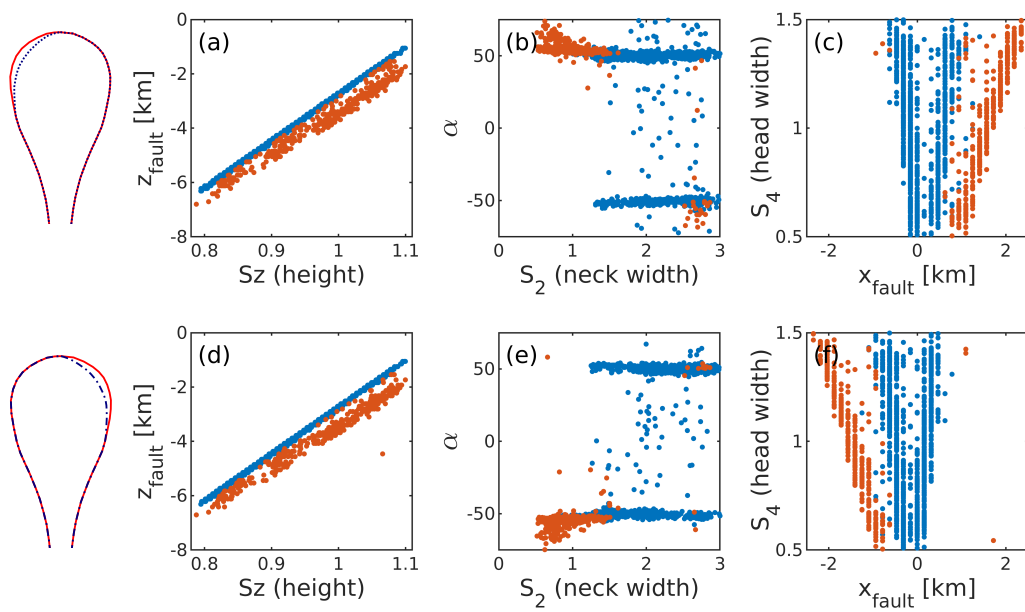 (a)
z_fault [km]
0
-2
-4
-6
-8
0.8 0.9 1 1.1
Sz (height)
(b)
α
50
0
-50
0 1 2 3
S_2 (neck width)
(c)
S_4 (head width)
1.5
1
0.5
-2 0 2
x_fault [km]
(d)
z_fault [km]
0
-2
-4
-6
-8
0.8 0.9 1 1.1
Sz (height)
(e)
α
50
0
-50
0 1 2 3
S_2 (neck width)
(f)
S_4 (head width)
1.5
1
0.5
-2 0 2
x_fault [km]